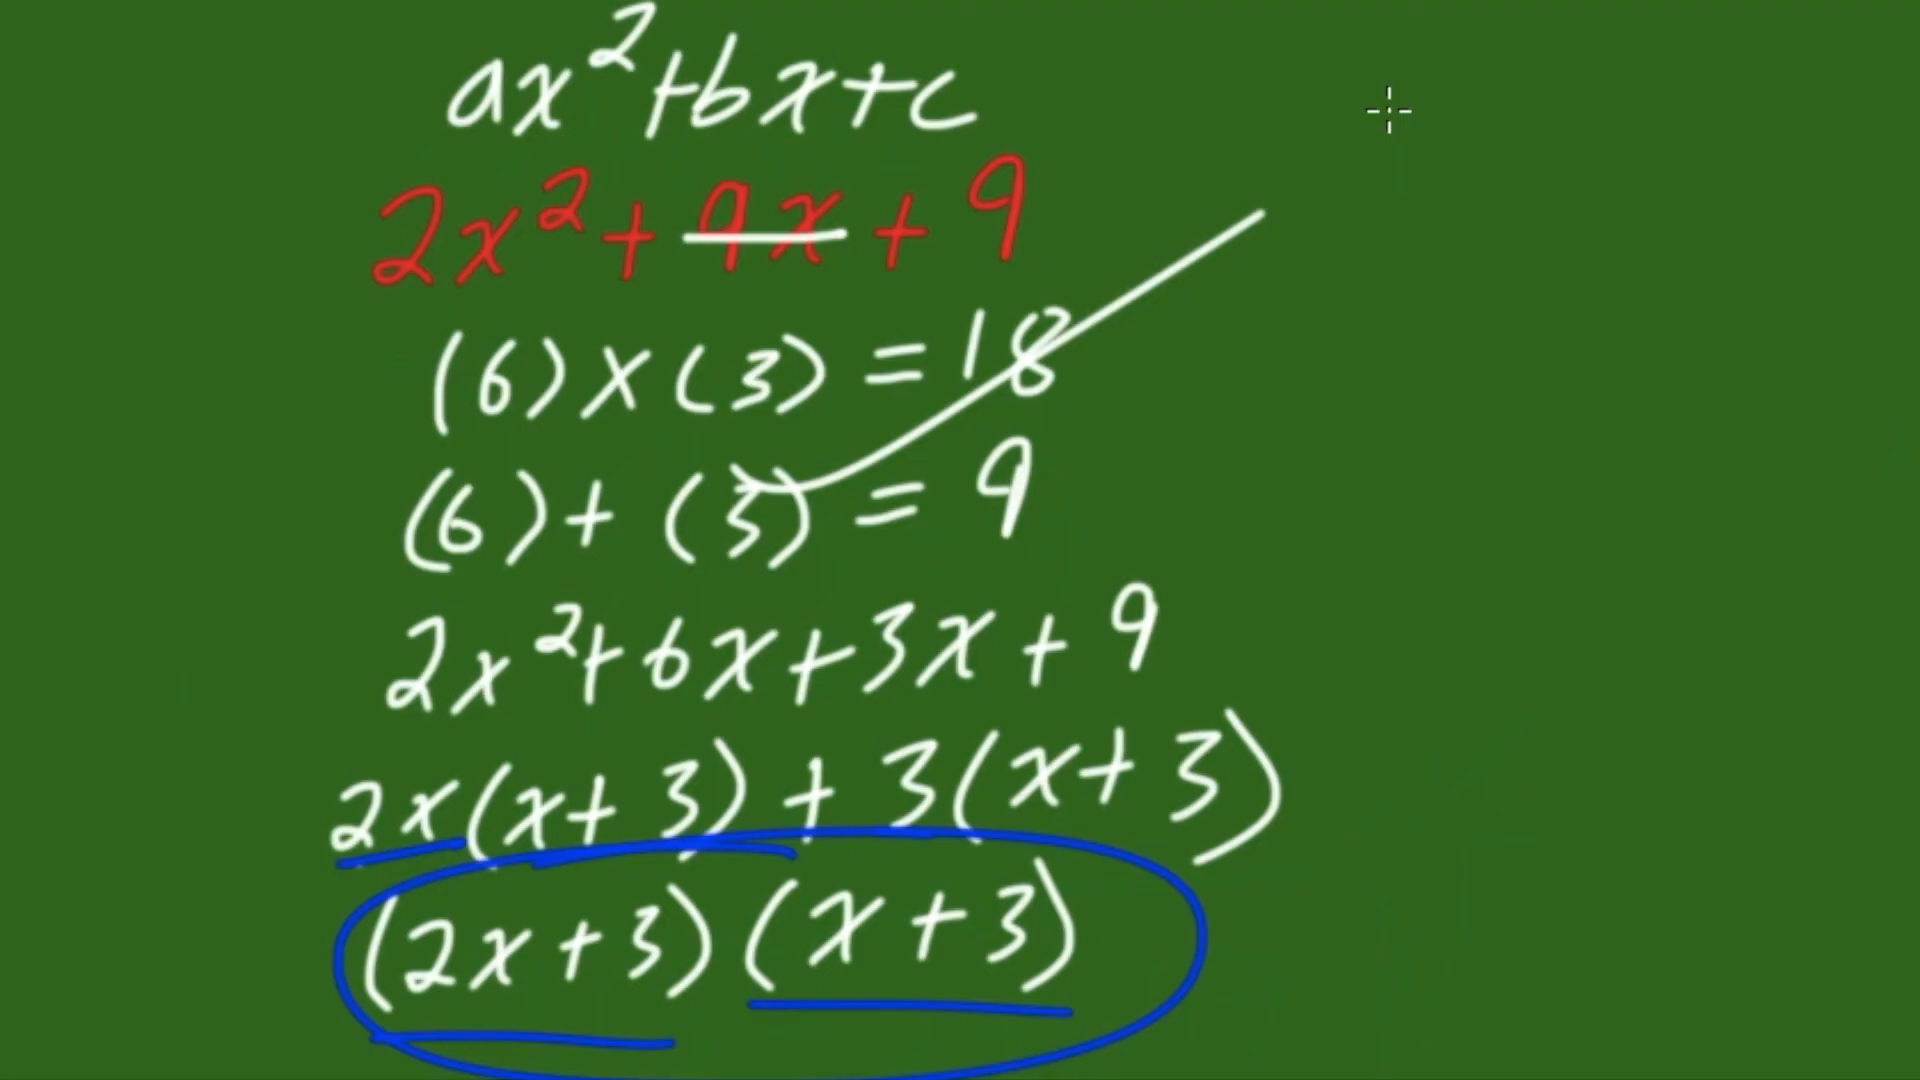 ax²+bx+c
2x²+9x+9
(6)×(3)=18
(6)+(3)=9
2x²+6x+3x+9
2x(x+3)+3(x+3)
(2x+3)(x+3)